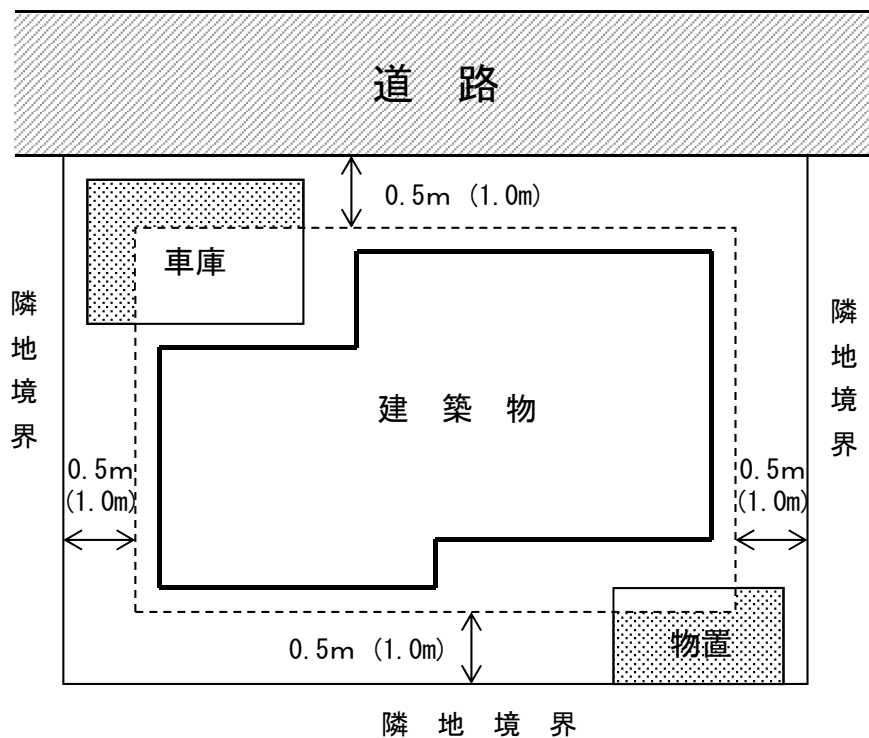 道 路
0.5m (1.0m)
車庫
隣地境界
隣地境界
建 築 物
0.5m
(1.0m)
0.5m
(1.0m)
0.5m (1.0m)
物置
隣 地 境 界